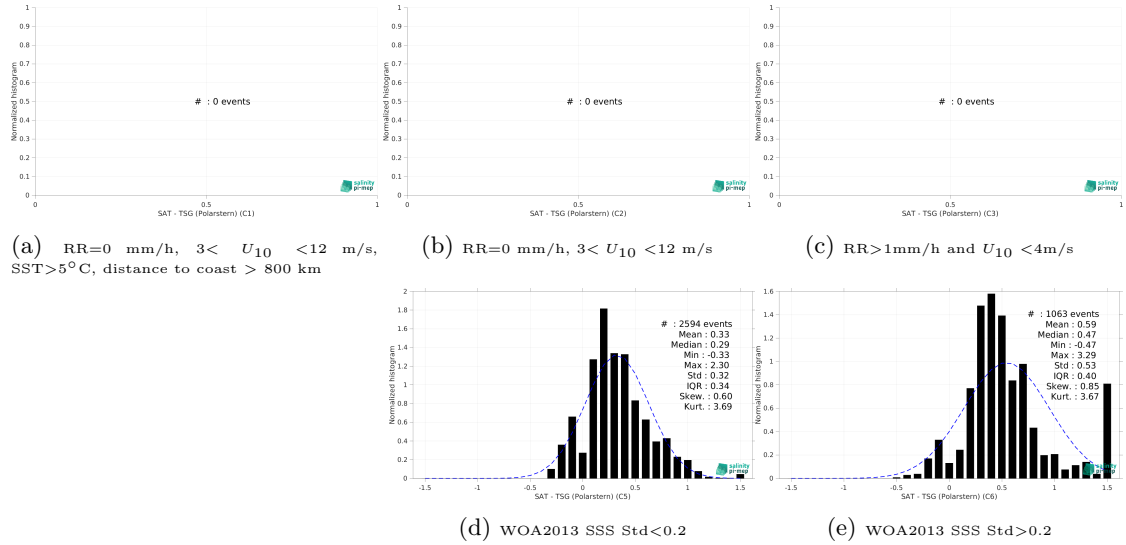 1
0.9
0.8
0.7
0.6
0.5
0.4
0.3
0.2
0.1
0
Normalized histogram
# : 0 events
salinity
pi-mep
0 0.5 1
SAT - TSG (Polarstern) (C1)
(a) RR=0 mm/h, 3< U10 <12 m/s,
SST>5°C, distance to coast > 800 km
1
0.9
0.8
0.7
0.6
0.5
0.4
0.3
0.2
0.1
0
Normalized histogram
# : 0 events
salinity
pi-mep
0 0.5 1
SAT - TSG (Polarstern) (C2)
(b) RR=0 mm/h, 3< U10 <12 m/s
1
0.9
0.8
0.7
0.6
0.5
0.4
0.3
0.2
0.1
0
Normalized histogram
# : 0 events
salinity
pi-mep
0 0.5 1
SAT - TSG (Polarstern) (C3)
(c) RR>1mm/h and U10 <4m/s
2
1.8
1.6
1.4
1.2
1
0.8
0.6
0.4
0.2
0
Normalized histogram
# : 2594 events
Mean : 0.33
Median : 0.29
Min : -0.33
Max : 2.30
Std : 0.32
IQR : 0.34
Skew. : 0.60
Kurt. : 3.69
salinity
pi-mep
-1.5 -1 -0.5 0 0.5 1 1.5
SAT - TSG (Polarstern) (C5)
(d) WOA2013 SSS Std<0.2
1.6
1.4
1.2
1
0.8
0.6
0.4
0.2
0
Normalized histogram
# : 1063 events
Mean : 0.59
Median : 0.47
Min : -0.47
Max : 3.29
Std : 0.53
IQR : 0.40
Skew. : 0.85
Kurt. : 3.67
salinity
pi-mep
-1.5 -1 -0.5 0 0.5 1 1.5
SAT - TSG (Polarstern) (C6)
(e) WOA2013 SSS Std>0.2